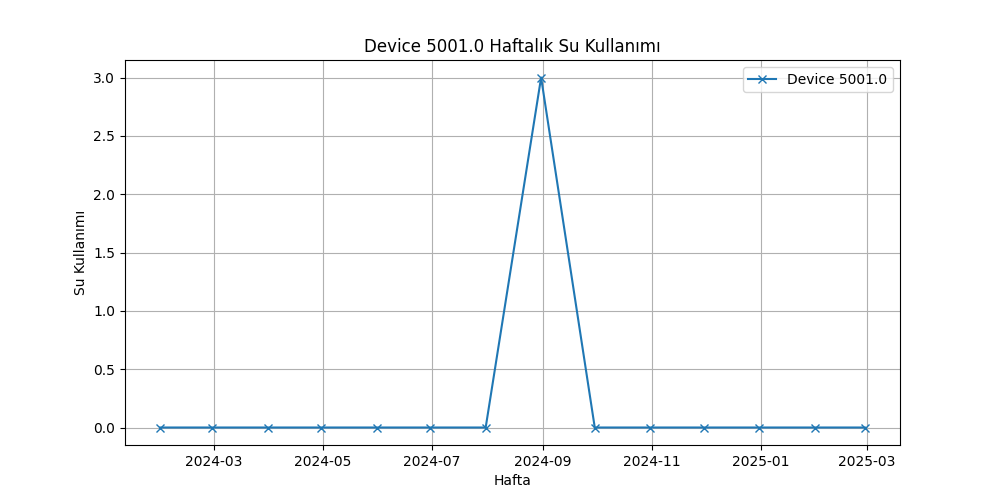 Device 5001.0 Haftalık Su Kullanımı
Device 5001.0
Su Kullanımı
3.0
2.5
2.0
1.5
1.0
0.5
0.0
2024-03 2024-05 2024-07 2024-09 2024-11 2025-01 2025-03
Hafta